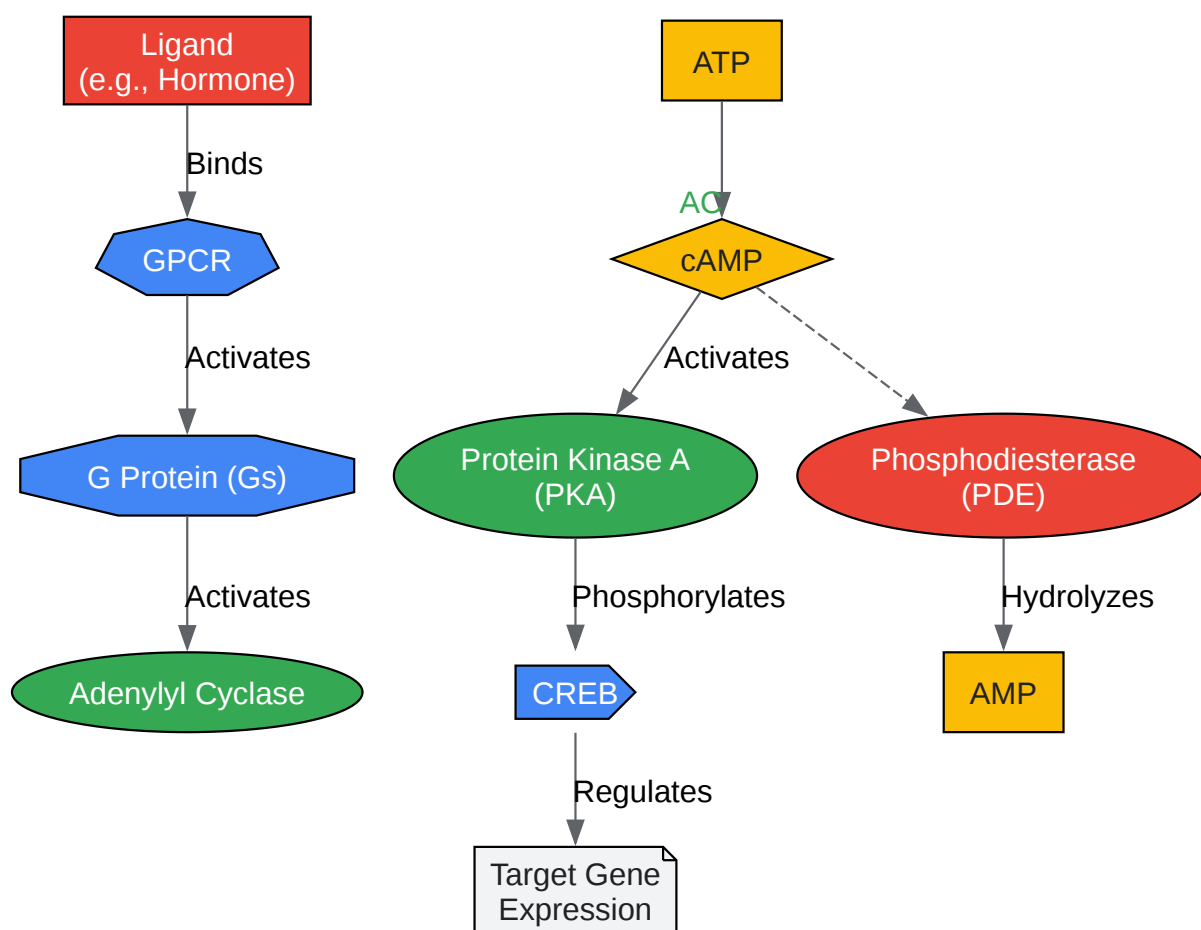 Ligand
(e.g., Hormone)
ATP
Binds
AC
GPCR
cAMP
Activates
Activates
G Protein (Gs)
Protein Kinase A
(PKA)
Phosphodiesterase
(PDE)
Activates
Phosphorylates
Hydrolyzes
Adenylyl Cyclase
CREB
AMP
Regulates
Target Gene
Expression